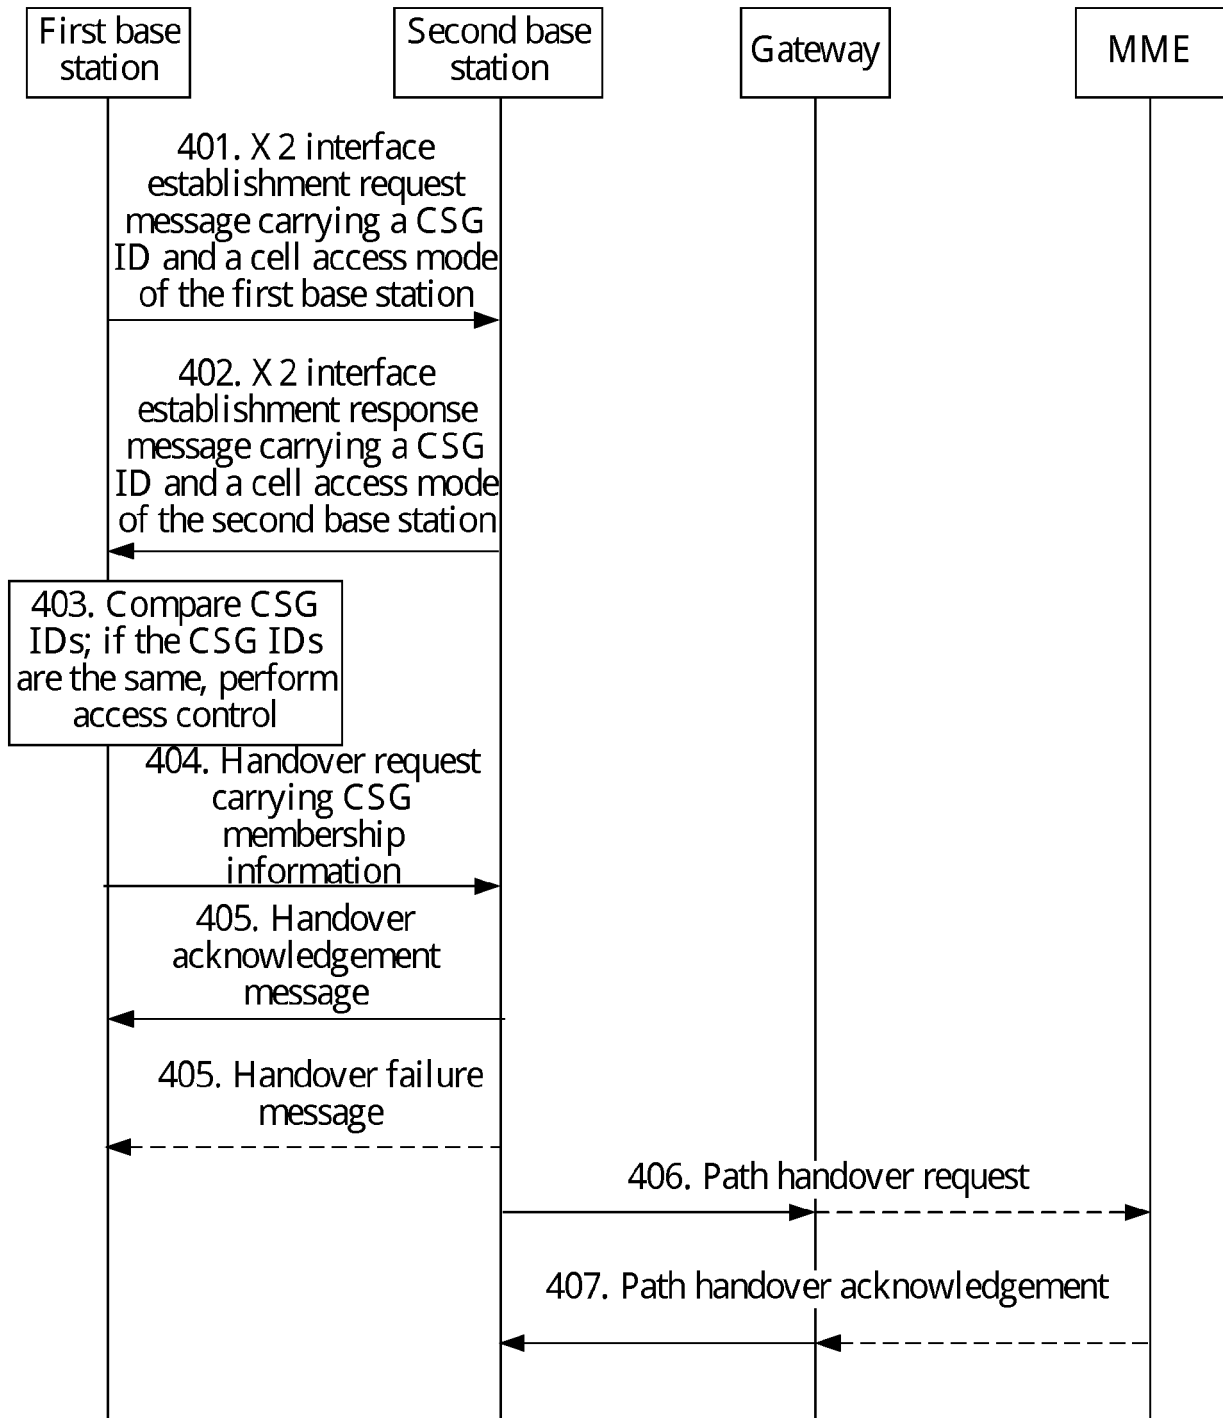 First base
station
Second base
station
Gateway
MME
401. X 2 interface
establishment request
message carrying a CSG
ID and a cell access mode
of the first base station
402. X 2 interface
establishment response
message carrying a CSG
ID and a cell access mode
of the second base station
403. Compare CSG
IDs; if the CSG IDs
are the same, perform
access control
404. Handover request
carrying CSG
membership
information
405. Handover
acknowledgement
message
405. Handover failure
message
406. Path handover request
407. Path handover acknowledgement